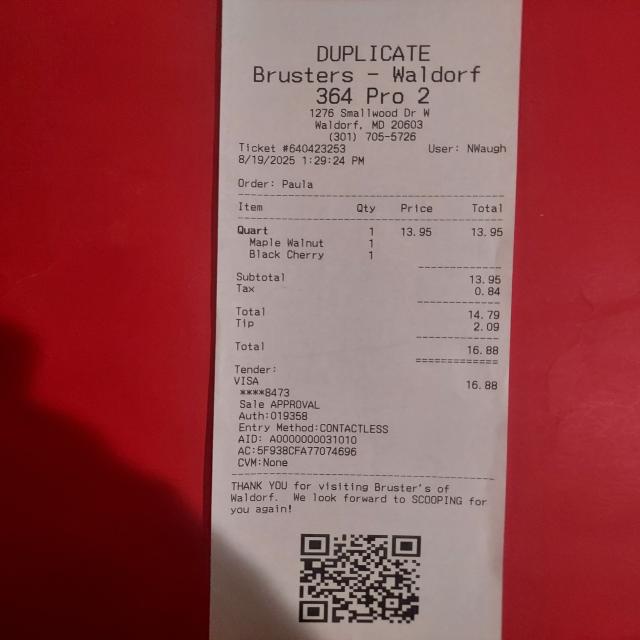 DUPLICATE
Brusters - Waldorf
364 Pro 2
1276 Smallwood Dr W
Waldorf, MD 20603
(301) 705-5726
Ticket #640423253 User: NWaugh
8/19/2025 1:29:24 PM
Order: Paula
Item Qty Price Total
Quart 1 13.95 13.95
Maple Walnut 1
Black Cherry 1
Subtotal 13.95
Tax 0.84
Total 14.79
Tip 2.09
Total 16.88
Tender:
VISA 16.88
****8473
Sale APPROVAL
Auth:019358
Entry Method:CONTACTLESS
AID: A0000000031010
AC:5F938CFA77074696
CVM:None
THANK YOU for visiting Bruster's of
Waldorf. We look forward to SCOOPING for
you again!